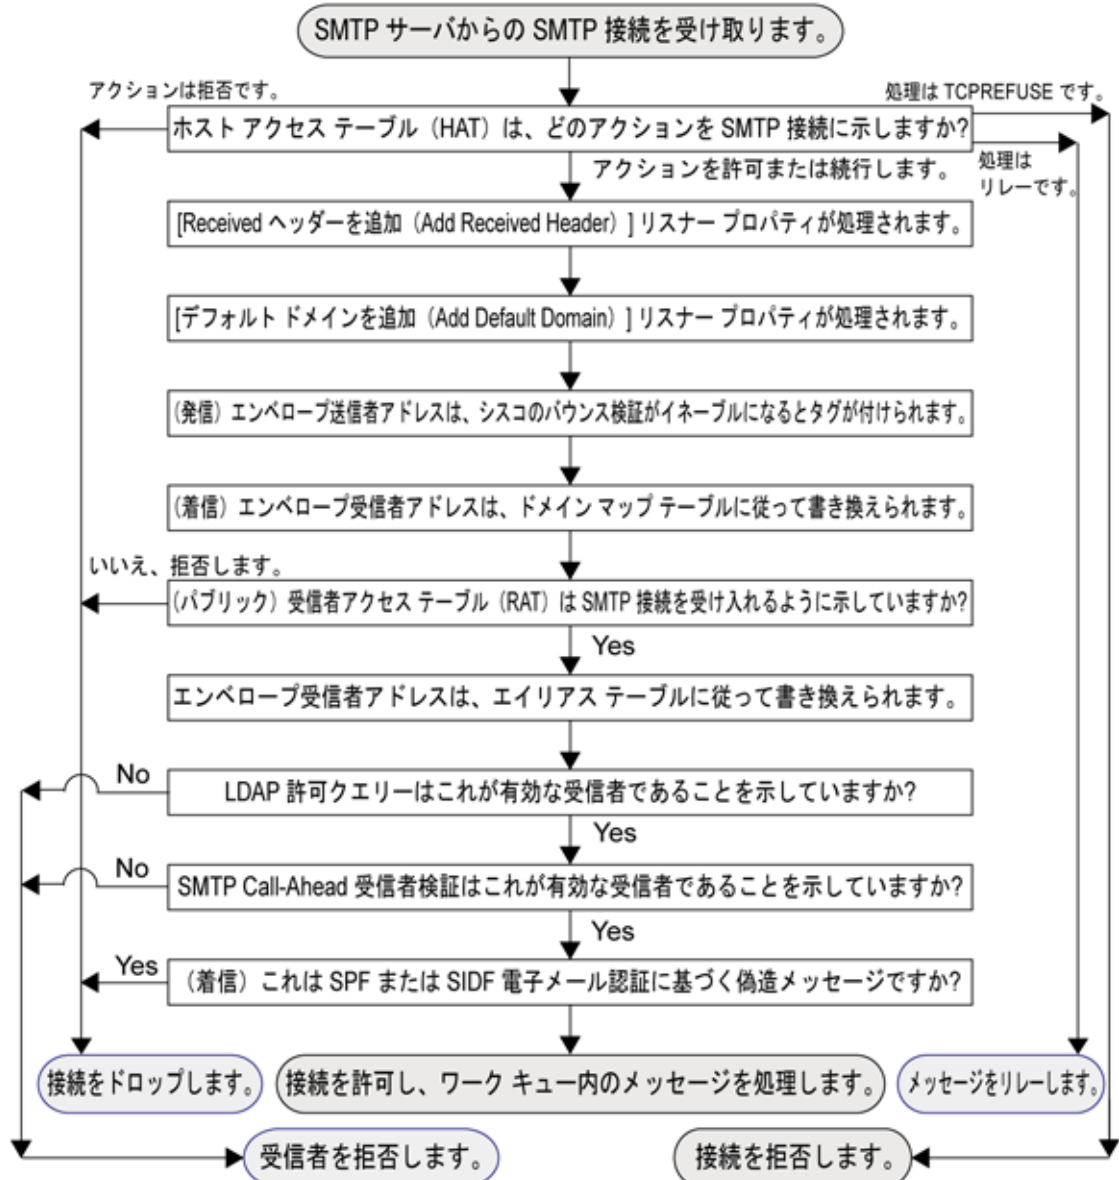 SMTP サーバからの SMTP 接続を受け取ります。
アクションは拒否です。
処理は TCPREFUSE です。
ホスト アクセス テーブル（HAT）は、どのアクションを SMTP 接続に示しますか?
処理は
リレーです。
アクションを許可または続行します。
[Received ヘッダーを追加（Add Received Header）] リスナー プロパティが処理されます。
[デフォルト ドメインを追加（Add Default Domain）] リスナー プロパティが処理されます。
（発信）エンベロープ送信者アドレスは、シスコのバウンス検証がイネーブルになるとタグが付けられます。
（着信）エンベロープ受信者アドレスは、ドメイン マップ テーブルに従って書き換えられます。
いいえ、拒否します。
（パブリック）受信者アクセス テーブル（RAT）は SMTP 接続を受け入れるように示していますか?
Yes
エンベロープ受信者アドレスは、エイリアス テーブルに従って書き換えられます。
No
LDAP 許可クエリーはこれが有効な受信者であることを示していますか?
Yes
No
SMTP Call-Ahead 受信者検証はこれが有効な受信者であることを示していますか?
Yes
Yes
（着信）これは SPF または SIDF 電子メール認証に基づく偽造メッセージですか?
接続をドロップします。
接続を許可し、ワーク キュー内のメッセージを処理します。
メッセージをリレーします。
受信者を拒否します。
接続を拒否します。